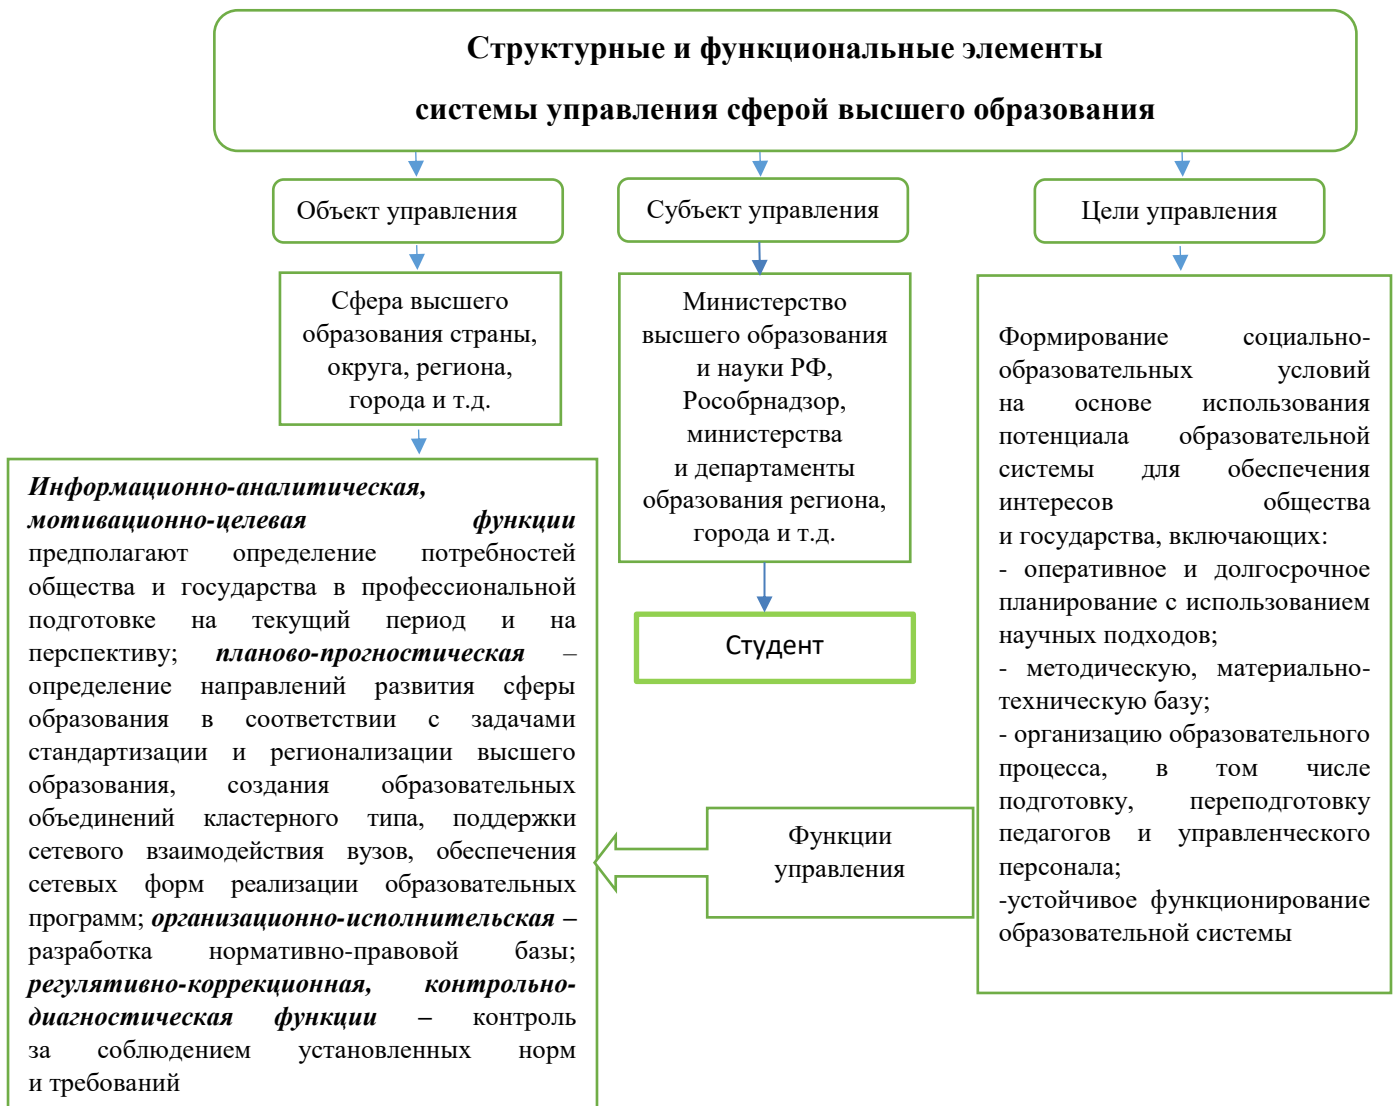 Структурные и функциональные элементы
системы управления сферой высшего образования
Объект управления
Субъект управления
Цели управления
Сфера высшего
образования страны,
округа, региона,
города и т.д.
Министерство
высшего образования
и науки РФ,
Рособрнадзор,
министерства
и департаменты
образования региона,
города и т.д.
Студент
Формирование социально-
образовательных условий
на основе использования
потенциала образовательной
системы для обеспечения
интересов общества
и государства, включающих:
- оперативное и долгосрочное
планирование с использованием
научных подходов;
- методическую, материально-
техническую базу;
- организацию образовательного
процесса, в том числе
подготовку, переподготовку
педагогов и управленческого
персонала;
-устойчивое функционирование
образовательной системы
Функции
управления
Информационно-аналитическая,
мотивационно-целевая функции
предполагают определение потребностей
общества и государства в профессиональной
подготовке на текущий период и на
перспективу; планово-прогностическая –
определение направлений развития сферы
образования в соответствии с задачами
стандартизации и регионализации высшего
образования, создания образовательных
объединений кластерного типа, поддержки
сетевого взаимодействия вузов, обеспечения
сетевых форм реализации образовательных
программ; организационно-исполнительская –
разработка нормативно-правовой базы;
регулятивно-коррекционная, контрольно-
диагностическая функции – контроль
за соблюдением установленных норм
и требований